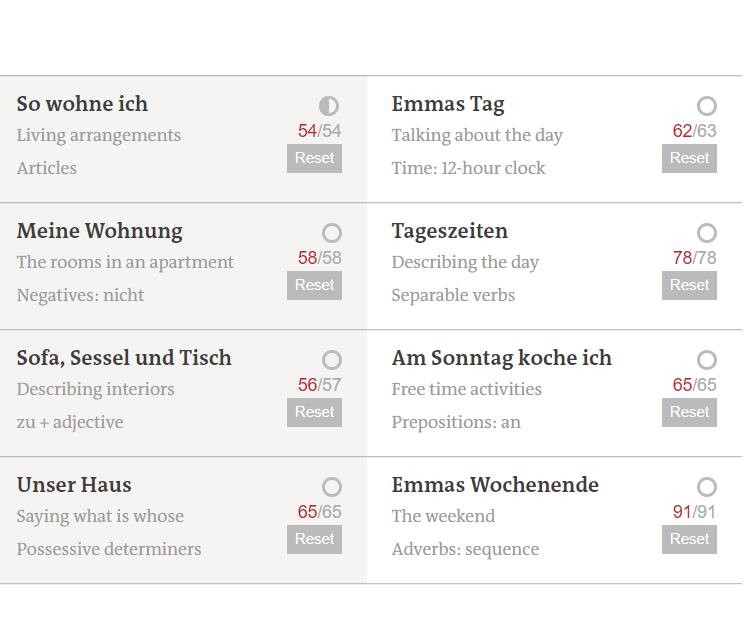 So wohne ich
Living arrangements
54/54
Articles
Reset
Emmas Tag
Talking about the day
62/63
Time: 12-hour clock
Reset
Meine Wohnung
The rooms in an apartment
58/58
Negatives: nicht
Reset
Tageszeiten
Describing the day
78/78
Separable verbs
Reset
Sofa, Sessel und Tisch
Describing interiors
56/57
zu + adjective
Reset
Am Sonntag koche ich
Free time activities
65/65
Prepositions: an
Reset
Unser Haus
Saying what is whose
65/65
Possessive determiners
Reset
Emmas Wochenende
The weekend
91/91
Adverbs: sequence
Reset